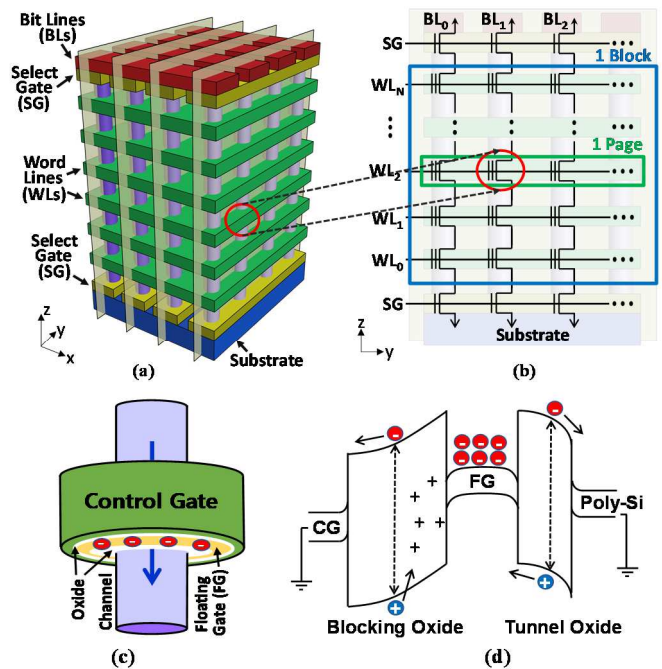 Bit Lines
(BLs)
Select
Gate
(SG)
Word
Lines
(WLs)
Select
Gate
(SG)
Substrate
z
y
x
(a)
BL0 BL1 BL2
SG
1 Block
WLN
1 Page
WL2
WL1
WL0
SG
Substrate
z
y
(b)
Control Gate
Oxide
Channel
Floating
Gate (FG)
(c)
CG
FG
Poly-Si
Blocking Oxide
Tunnel Oxide
(d)